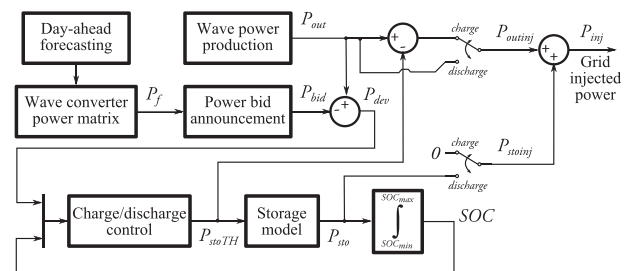 Day-ahead
forecasting
Wave power
production
P_out
+
-
charge
discharge
P_outinj
+
+
P_inj
Grid
injected
power
Wave converter
power matrix
P_f
Power bid
announcement
P_bid
- +
P_dev
0
charge
discharge
P_stoinj
Charge/discharge
control
P_stoTH
Storage
model
P_sto
SOC_max
∫
SOC_min
SOC